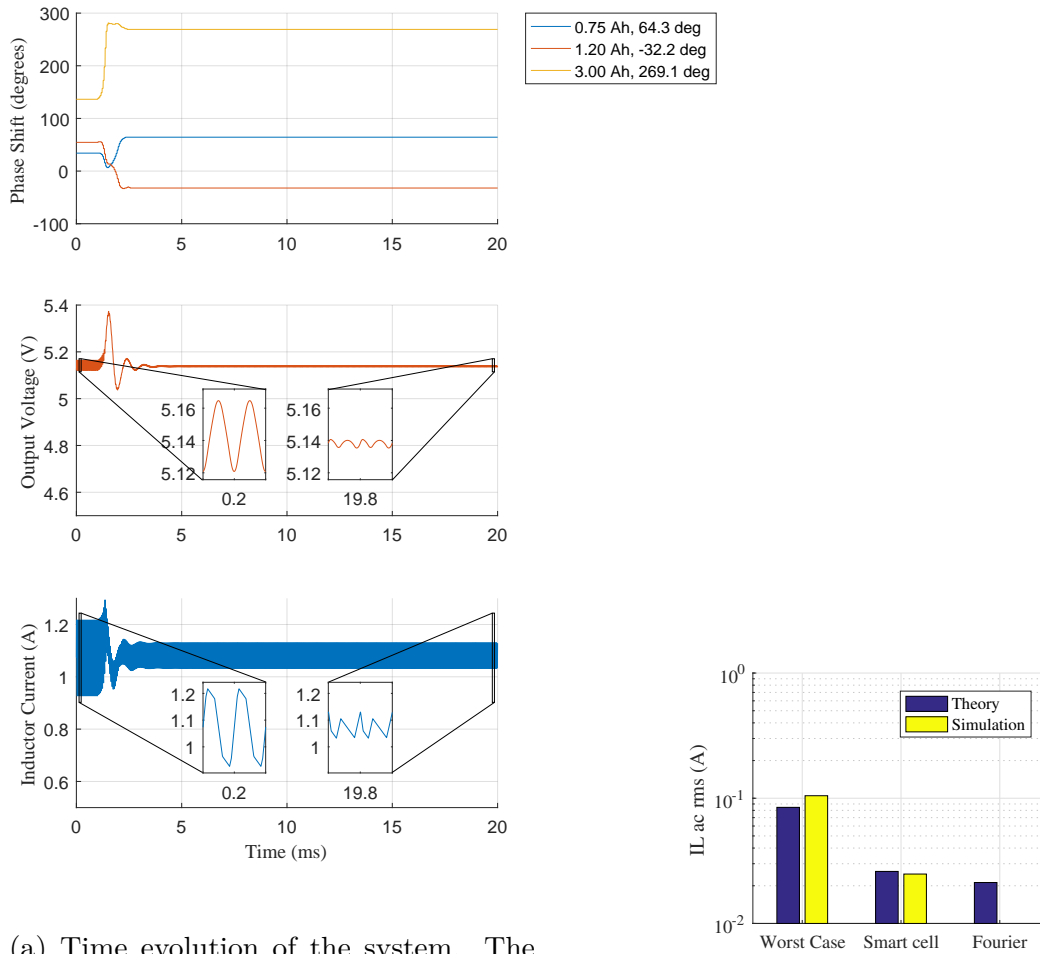 300
200
100
0
-100
Phase Shift (degrees)
0 5 10 15 20
0.75 Ah, 64.3 deg
1.20 Ah, -32.2 deg
3.00 Ah, 269.1 deg
5.4
5.2
5
4.8
4.6
Output Voltage (V)
5.16
5.14
5.12
0.2
5.16
5.14
5.12
19.8
0 5 10 15 20
1.2
1
0.8
0.6
Inductor Current (A)
1.2
1.1
1
0.2
1.2
1.1
1
19.8
0 5 10 15 20
Time (ms)
10^0
10^-1
10^-2
IL ac rms (A)
Theory
Simulation
Worst Case Smart cell Fourier
(a) Time evolution of the system. The